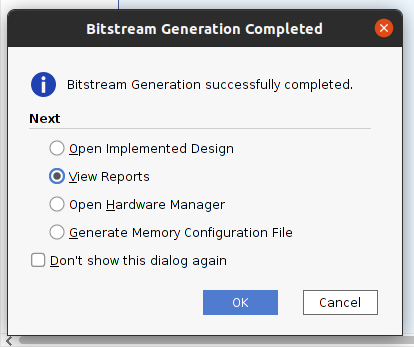 Bitstream Generation Completed
Bitstream Generation successfully completed.
Next
Open Implemented Design
View Reports
Open Hardware Manager
Generate Memory Configuration File
Don't show this dialog again
OK
Cancel